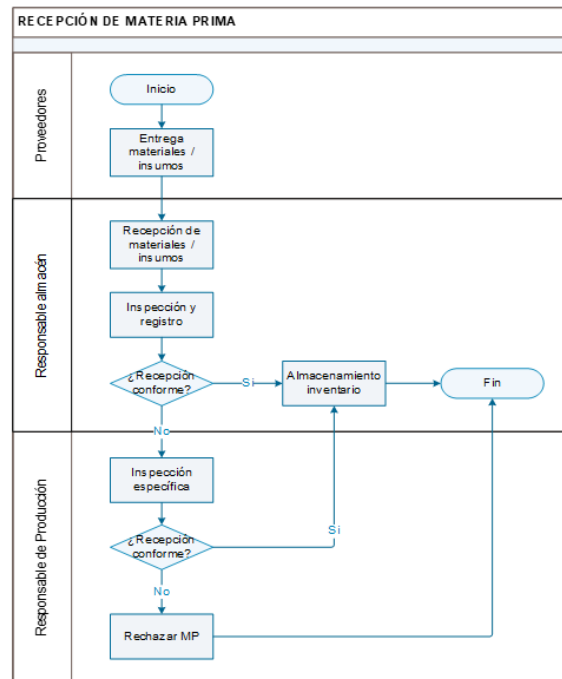 RECEPCIÓN DE MATERIA PRIMA
Proveedores
Inicio
Entrega
materiales /
insumos
Responsable almacén
Recepción de
materiales /
insumos
Inspección y
registro
¿Recepción
conforme?
Si
Almacenamiento
inventario
Fin
No
Responsable de Producción
Inspección
específica
¿Recepción
conforme?
Si
No
Rechazar MP